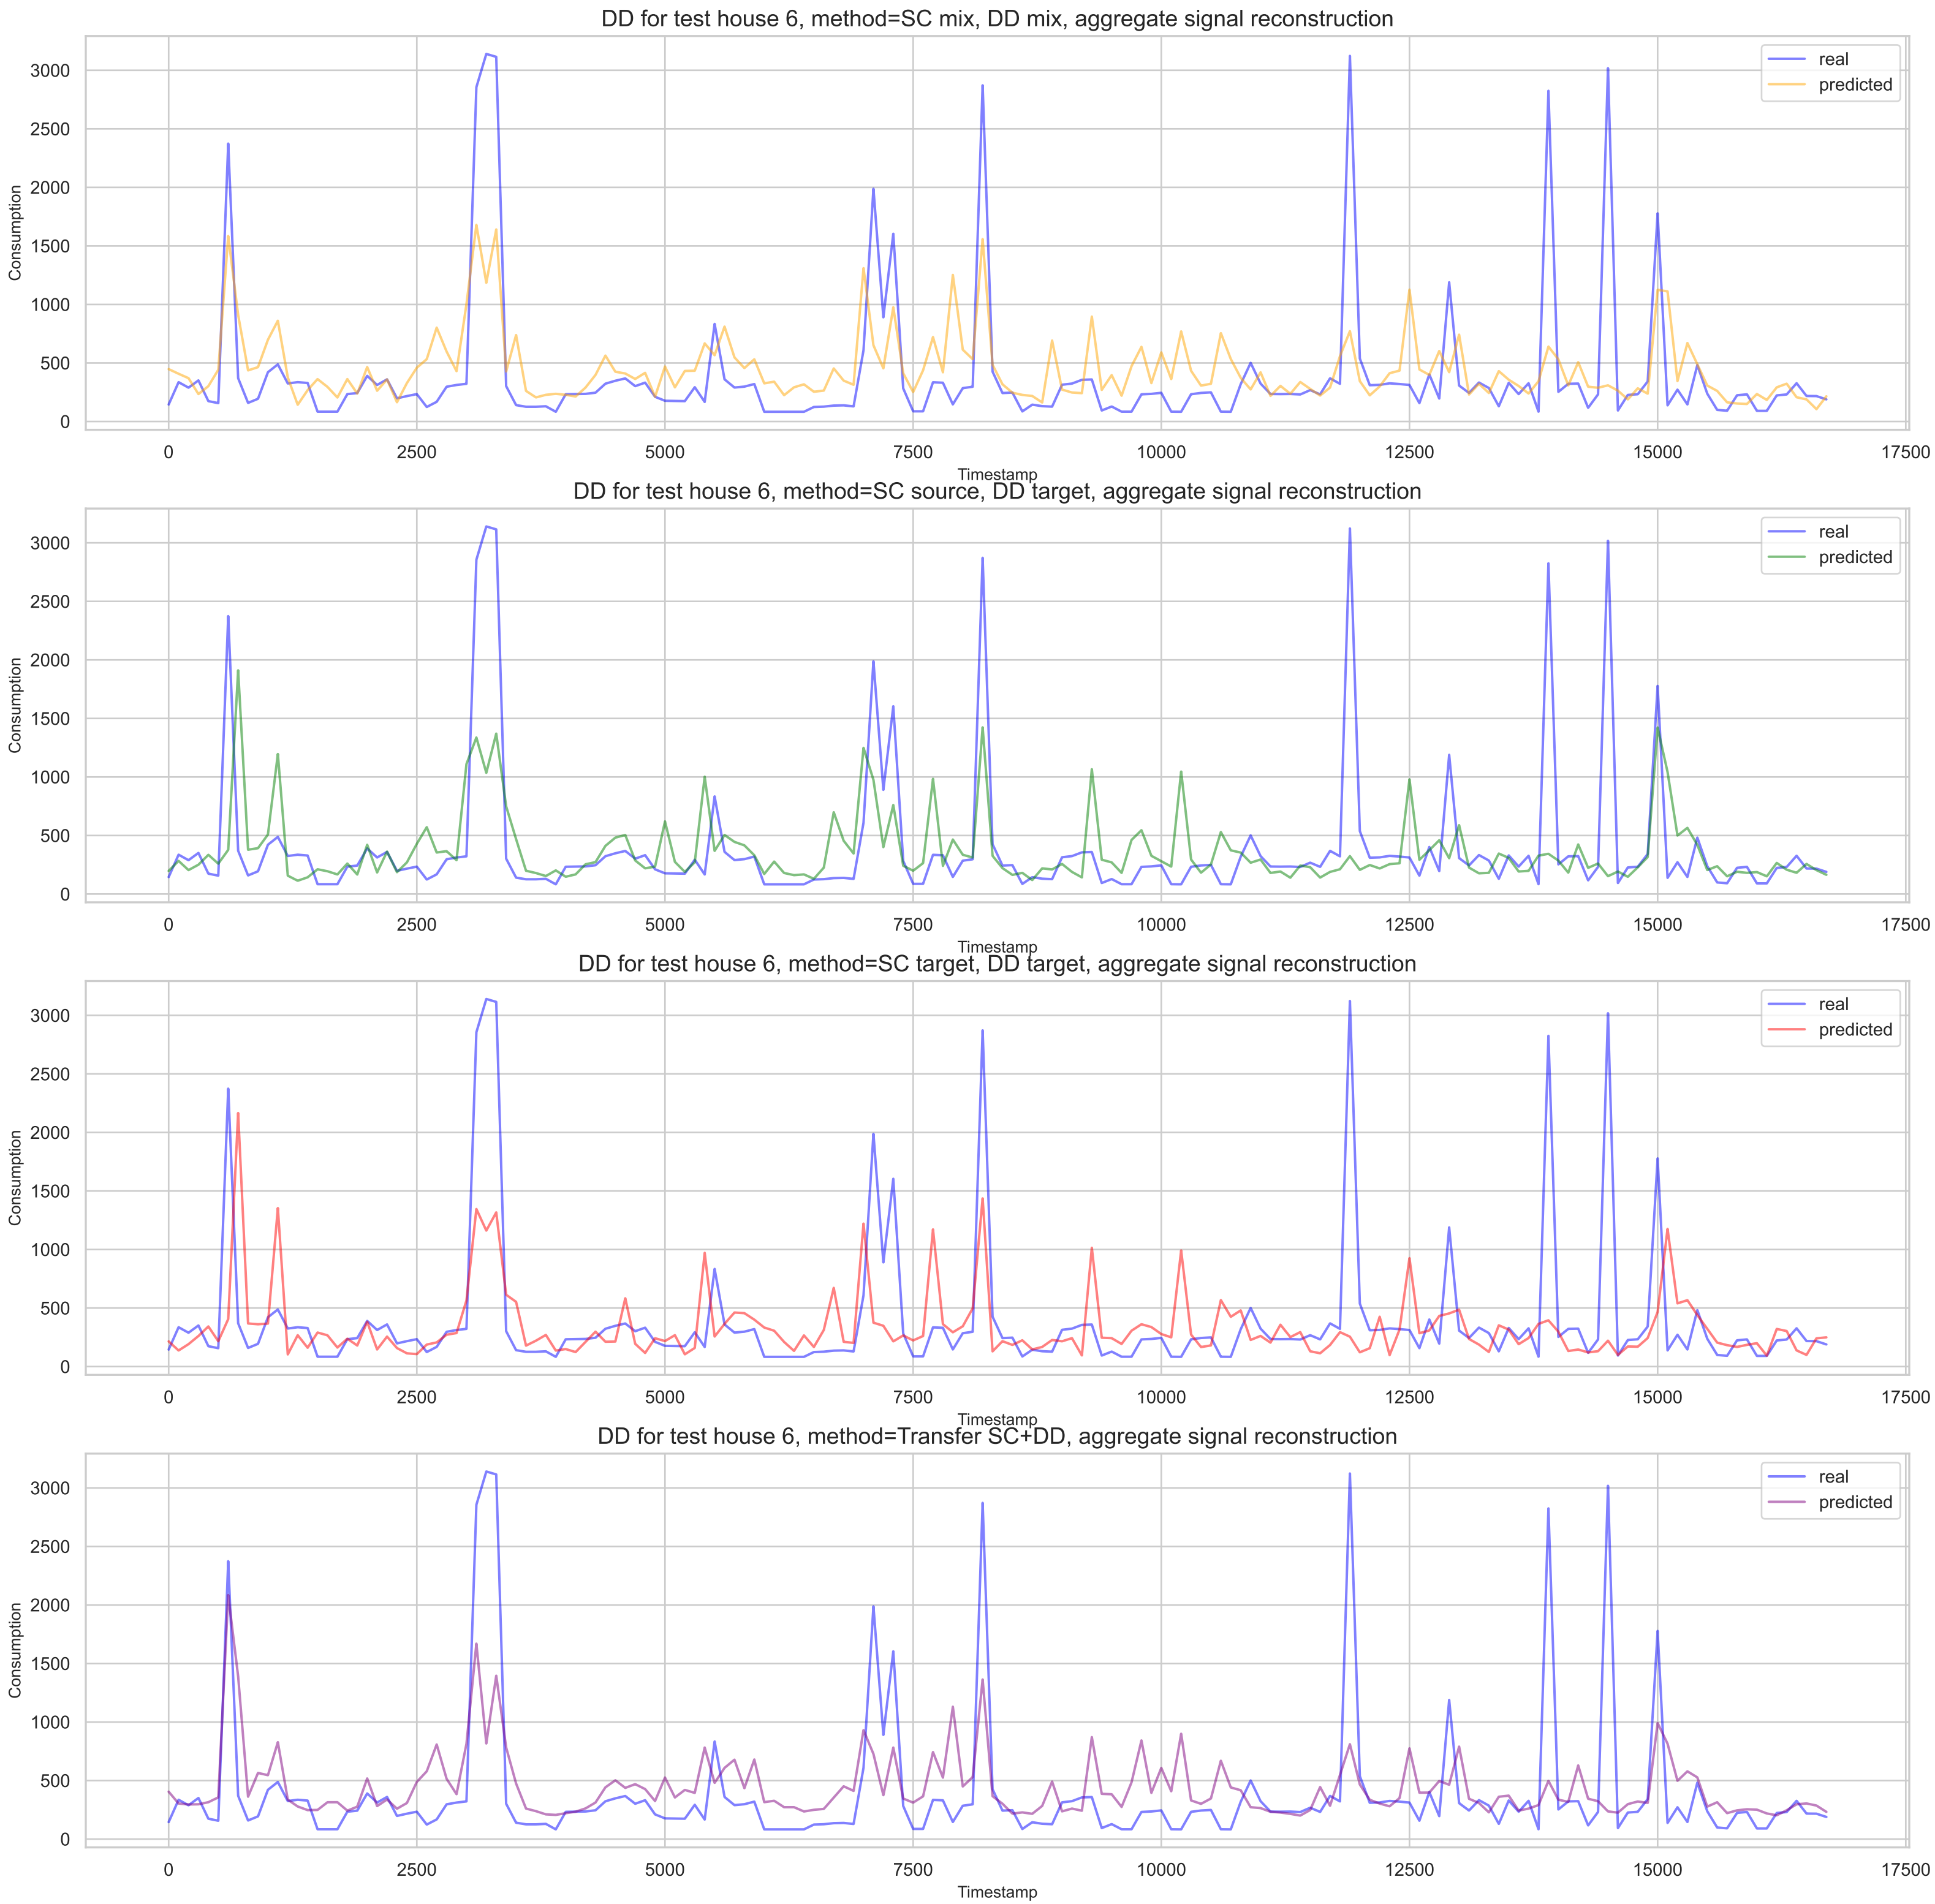 DD for test house 6, method=SC mix, DD mix, aggregate signal reconstruction
real
predicted
Consumption
3000
2500
2000
1500
1000
500
0
0 2500 5000 7500 10000 12500 15000 17500
Timestamp
DD for test house 6, method=SC source, DD target, aggregate signal reconstruction
real
predicted
Consumption
3000
2500
2000
1500
1000
500
0
0 2500 5000 7500 10000 12500 15000 17500
Timestamp
DD for test house 6, method=SC target, DD target, aggregate signal reconstruction
real
predicted
Consumption
3000
2500
2000
1500
1000
500
0
0 2500 5000 7500 10000 12500 15000 17500
Timestamp
DD for test house 6, method=Transfer SC+DD, aggregate signal reconstruction
real
predicted
Consumption
3000
2500
2000
1500
1000
500
0
0 2500 5000 7500 10000 12500 15000 17500
Timestamp